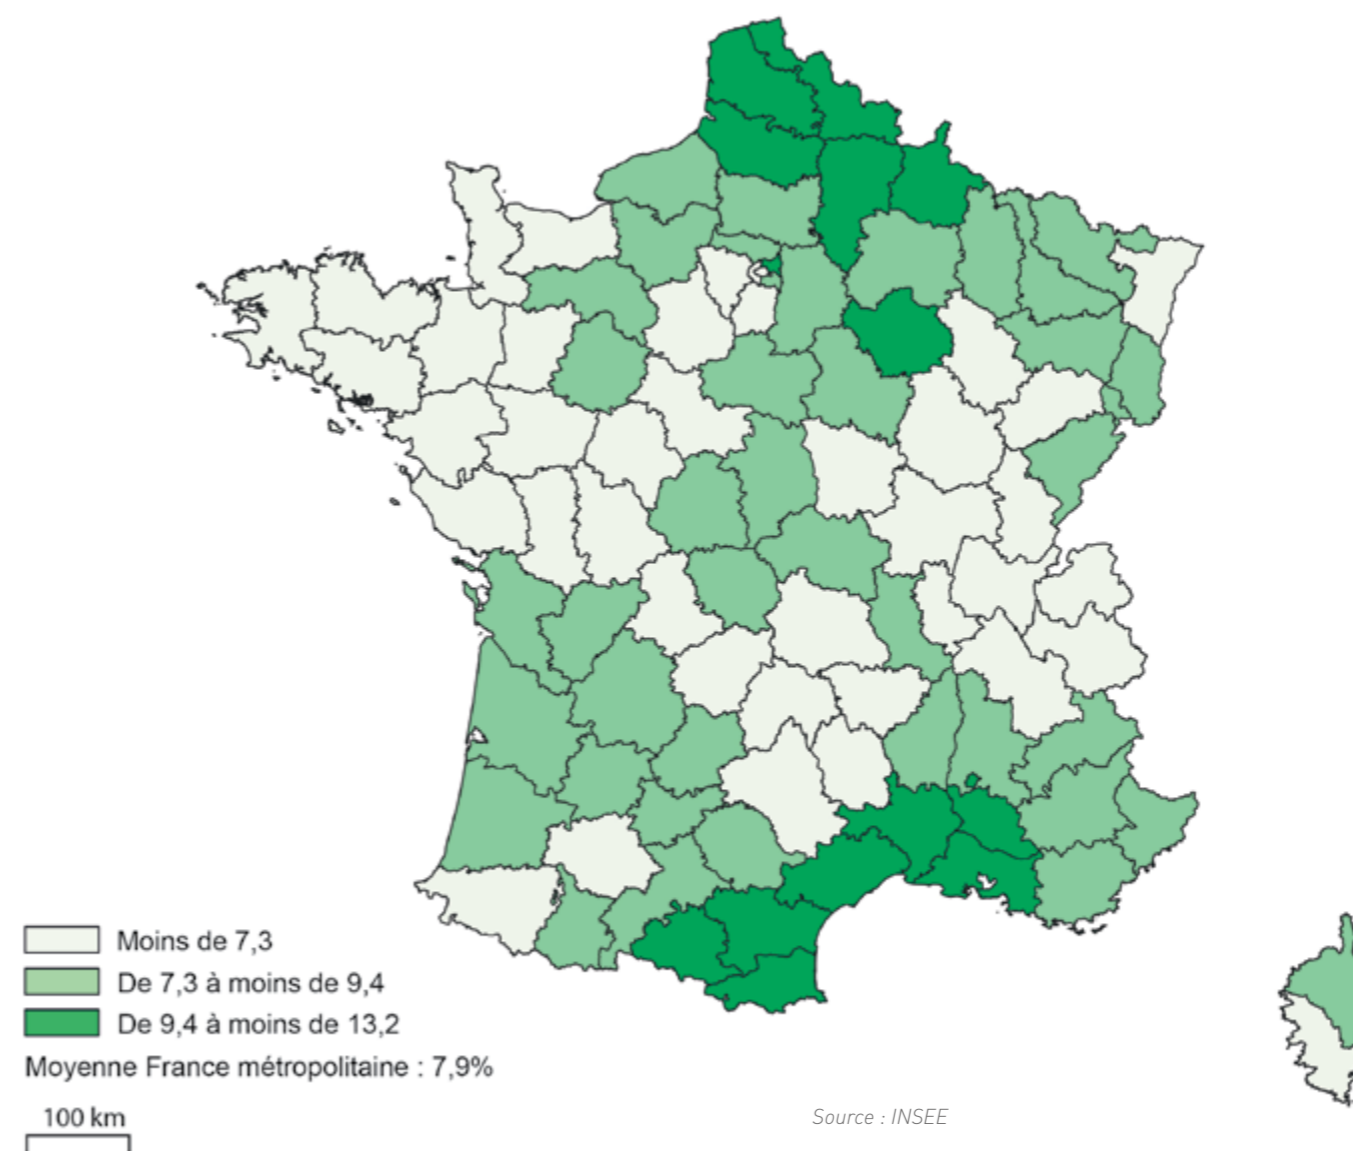 Moins de 7,3
De 7,3 à moins de 9,4
De 9,4 à moins de 13,2
Moyenne France métropolitaine : 7,9%
100 km
Source : INSEE